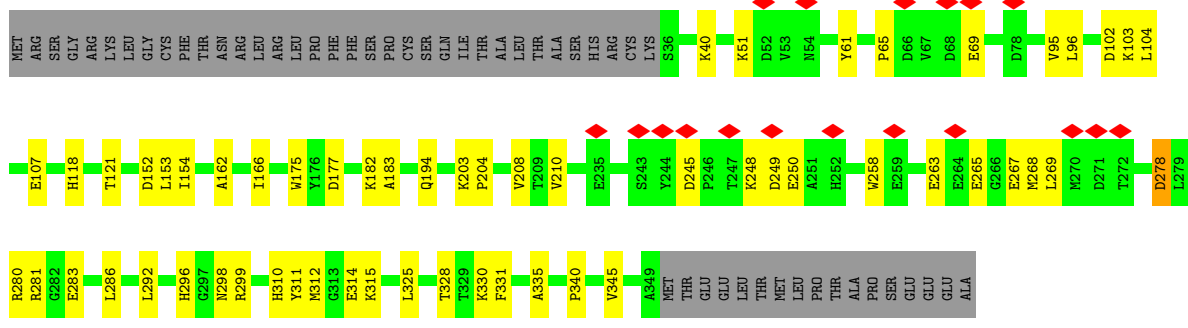 MET ARG SER GLY ARG LYS LEU GLY CYS PHE THR ASN ARG LEU ARG LEU PRO PHE PHE SER PRO CYS SER GLN ILE THR ALA LEU THR ALA SER HIS ARG CYS LYS S36 K40 K51 D52 V53 N54 Y61 P65 D66 V67 D68 E69 D78 V95 L96 D102 K103 L104
E107 H118 T121 D152 L153 I154 A162 I166 W175 Y176 D177 K182 A183 Q194 K203 P204 V208 T209 V210 E235 S243 Y244 D245 P246 T247 K248 D249 E250 A251 H252 W258 E259 E263 E264 E265 G266 E267 M268 L269 M270 D271 T272 D278 L279
R280 R281 G282 E283 L286 L292 H296 G297 N298 R299 H310 Y311 M312 G313 E314 K315 L325 T328 T329 K330 F331 A335 P340 V345 A349 MET THR GLU GLU LEU THR MET LEU PRO THR ALA PRO SER GLU GLU GLU ALA